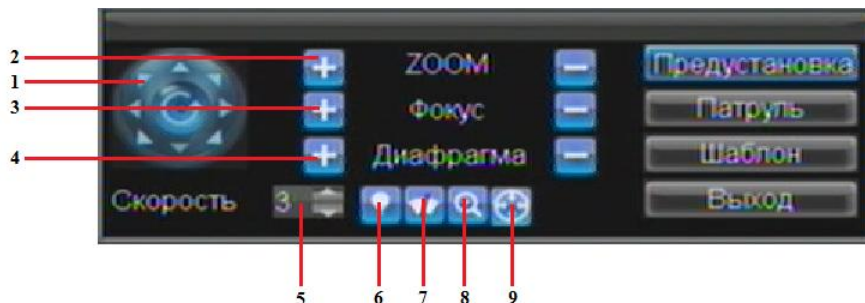 2
1
3
4
ZOOM
Фокус
Диафрагма
Предустановка
Патруль
Шаблон
Выход
Скорость 3
5 6 7 8 9